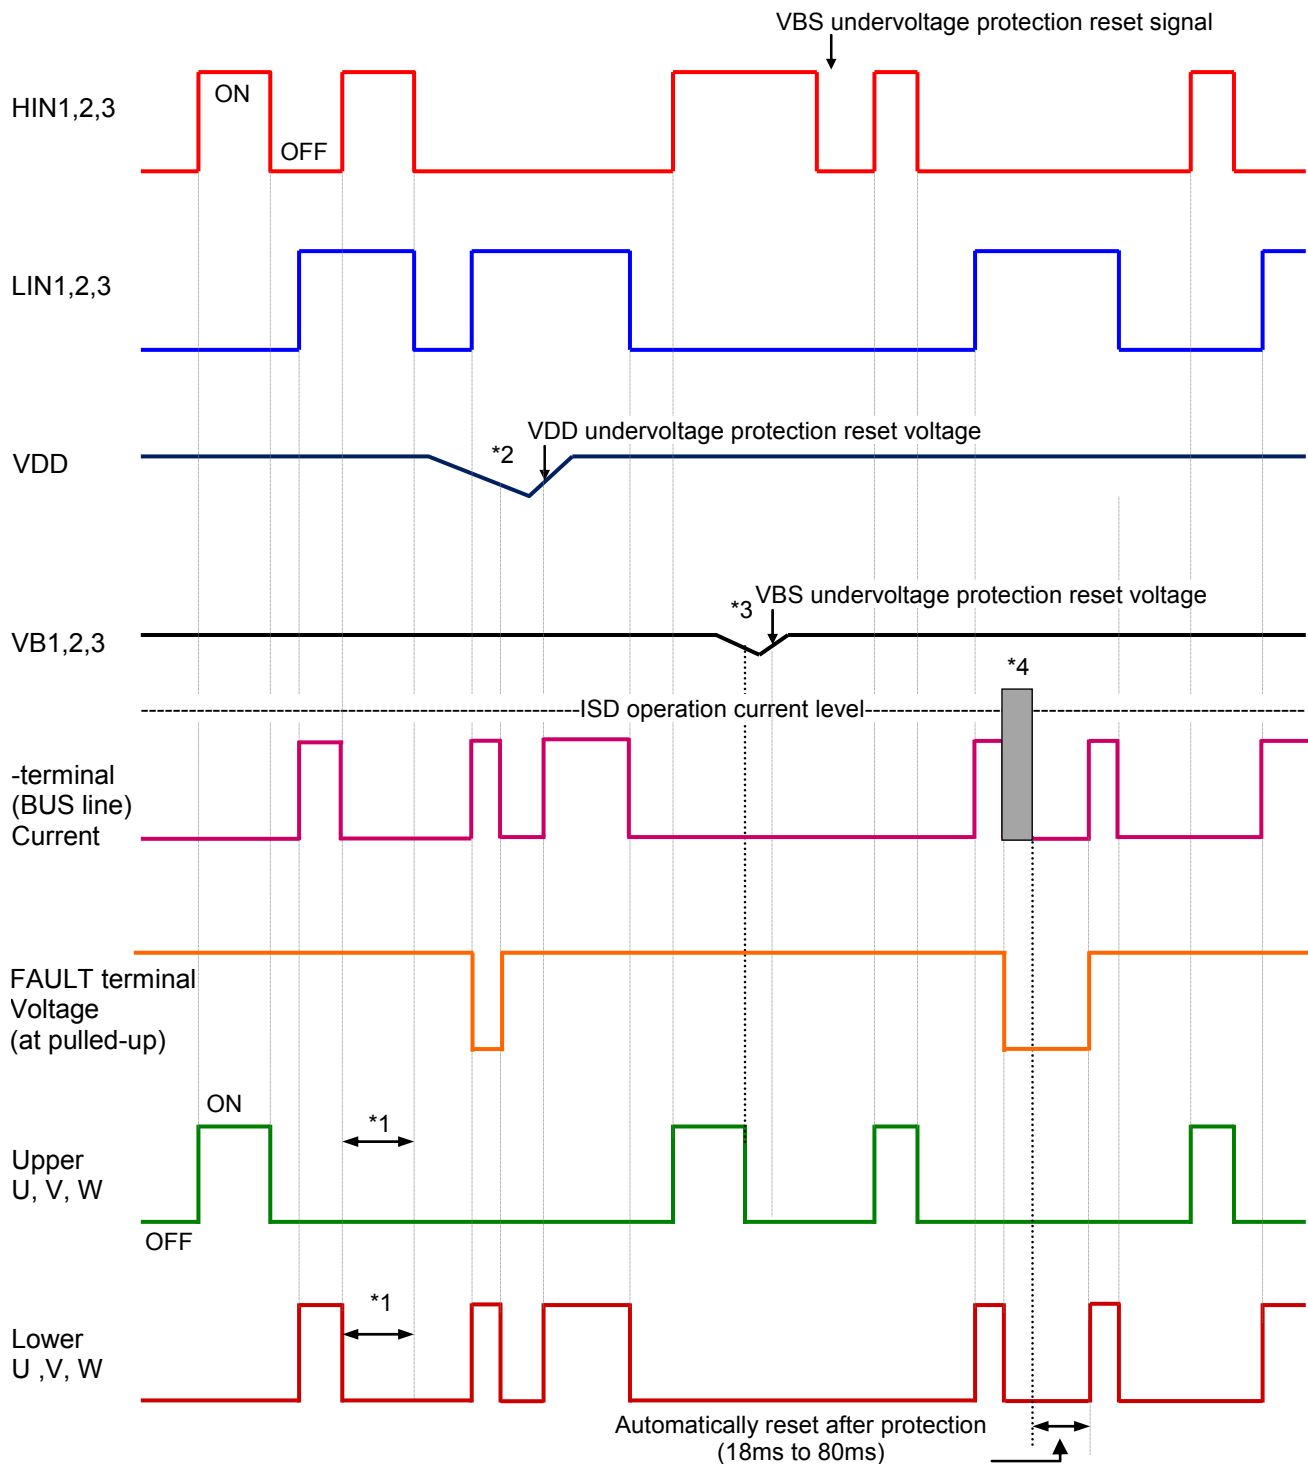 VBS undervoltage protection reset signal
HIN1,2,3
ON
OFF
LIN1,2,3
VDD undervoltage protection reset voltage
*2
VDD
VBS undervoltage protection reset voltage
*3
VB1,2,3
*4
ISD operation current level
-terminal
(BUS line)
Current
FAULT terminal
Voltage
(at pulled-up)
ON
*1
Upper
U, V, W
OFF
*1
Lower
U ,V, W
Automatically reset after protection
(18ms to 80ms)